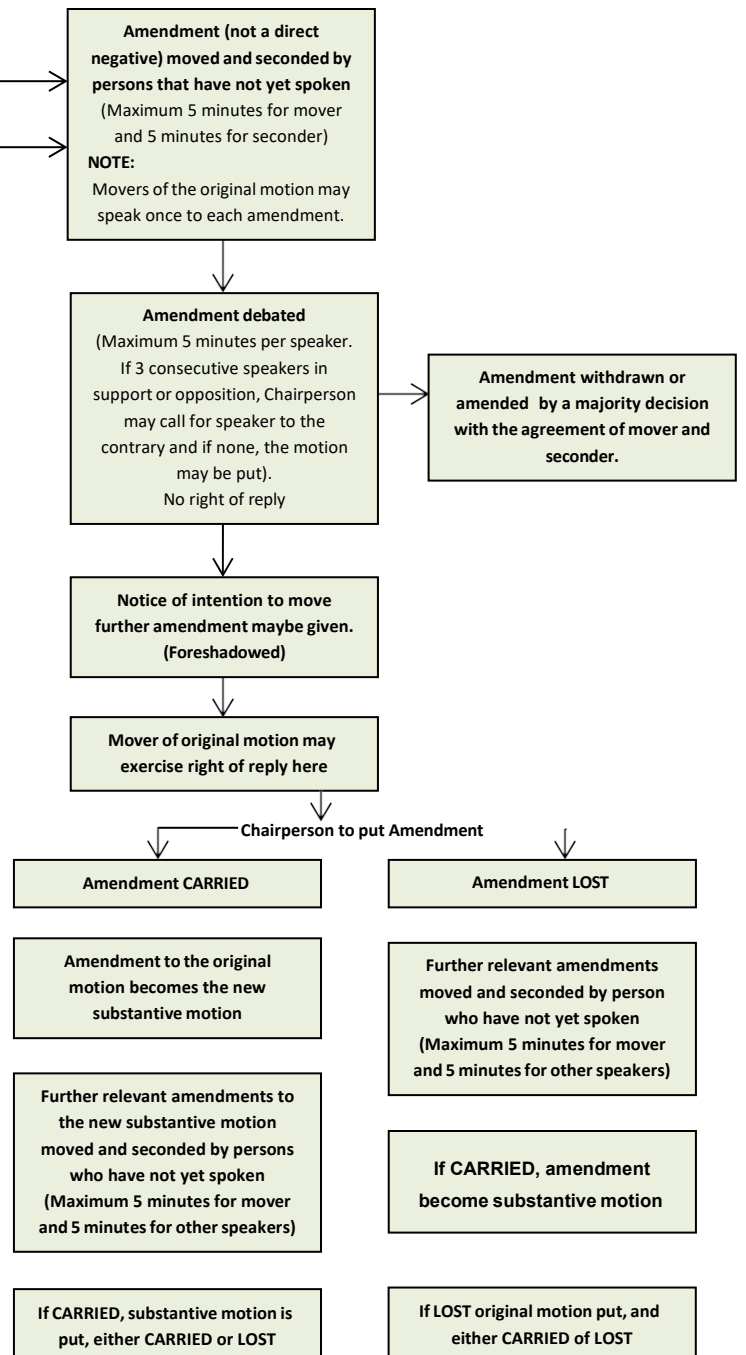 Amendment (not a direct
negative) moved and seconded by
persons that have not yet spoken
(Maximum 5 minutes for mover
and 5 minutes for seconder)
NOTE:
Movers of the original motion may
speak once to each amendment.
Amendment debated
(Maximum 5 minutes per speaker.
If 3 consecutive speakers in
support or opposition, Chairperson
may call for speaker to the
contrary and if none, the motion
may be put).
No right of reply
Amendment withdrawn or
amended by a majority decision
with the agreement of mover and
seconder.
Notice of intention to move
further amendment maybe given.
(Foreshadowed)
Mover of original motion may
exercise right of reply here
Chairperson to put Amendment
Amendment CARRIED
Amendment to the original
motion becomes the new
substantive motion
Further relevant amendments to
the new substantive motion
moved and seconded by persons
who have not yet spoken
(Maximum 5 minutes for mover
and 5 minutes for other speakers)
If CARRIED, substantive motion is
put, either CARRIED or LOST
Amendment LOST
Further relevant amendments
moved and seconded by person
who have not yet spoken
(Maximum 5 minutes for mover
and 5 minutes for other speakers)
If CARRIED, amendment
become substantive motion
If LOST original motion put, and
either CARRIED of LOST